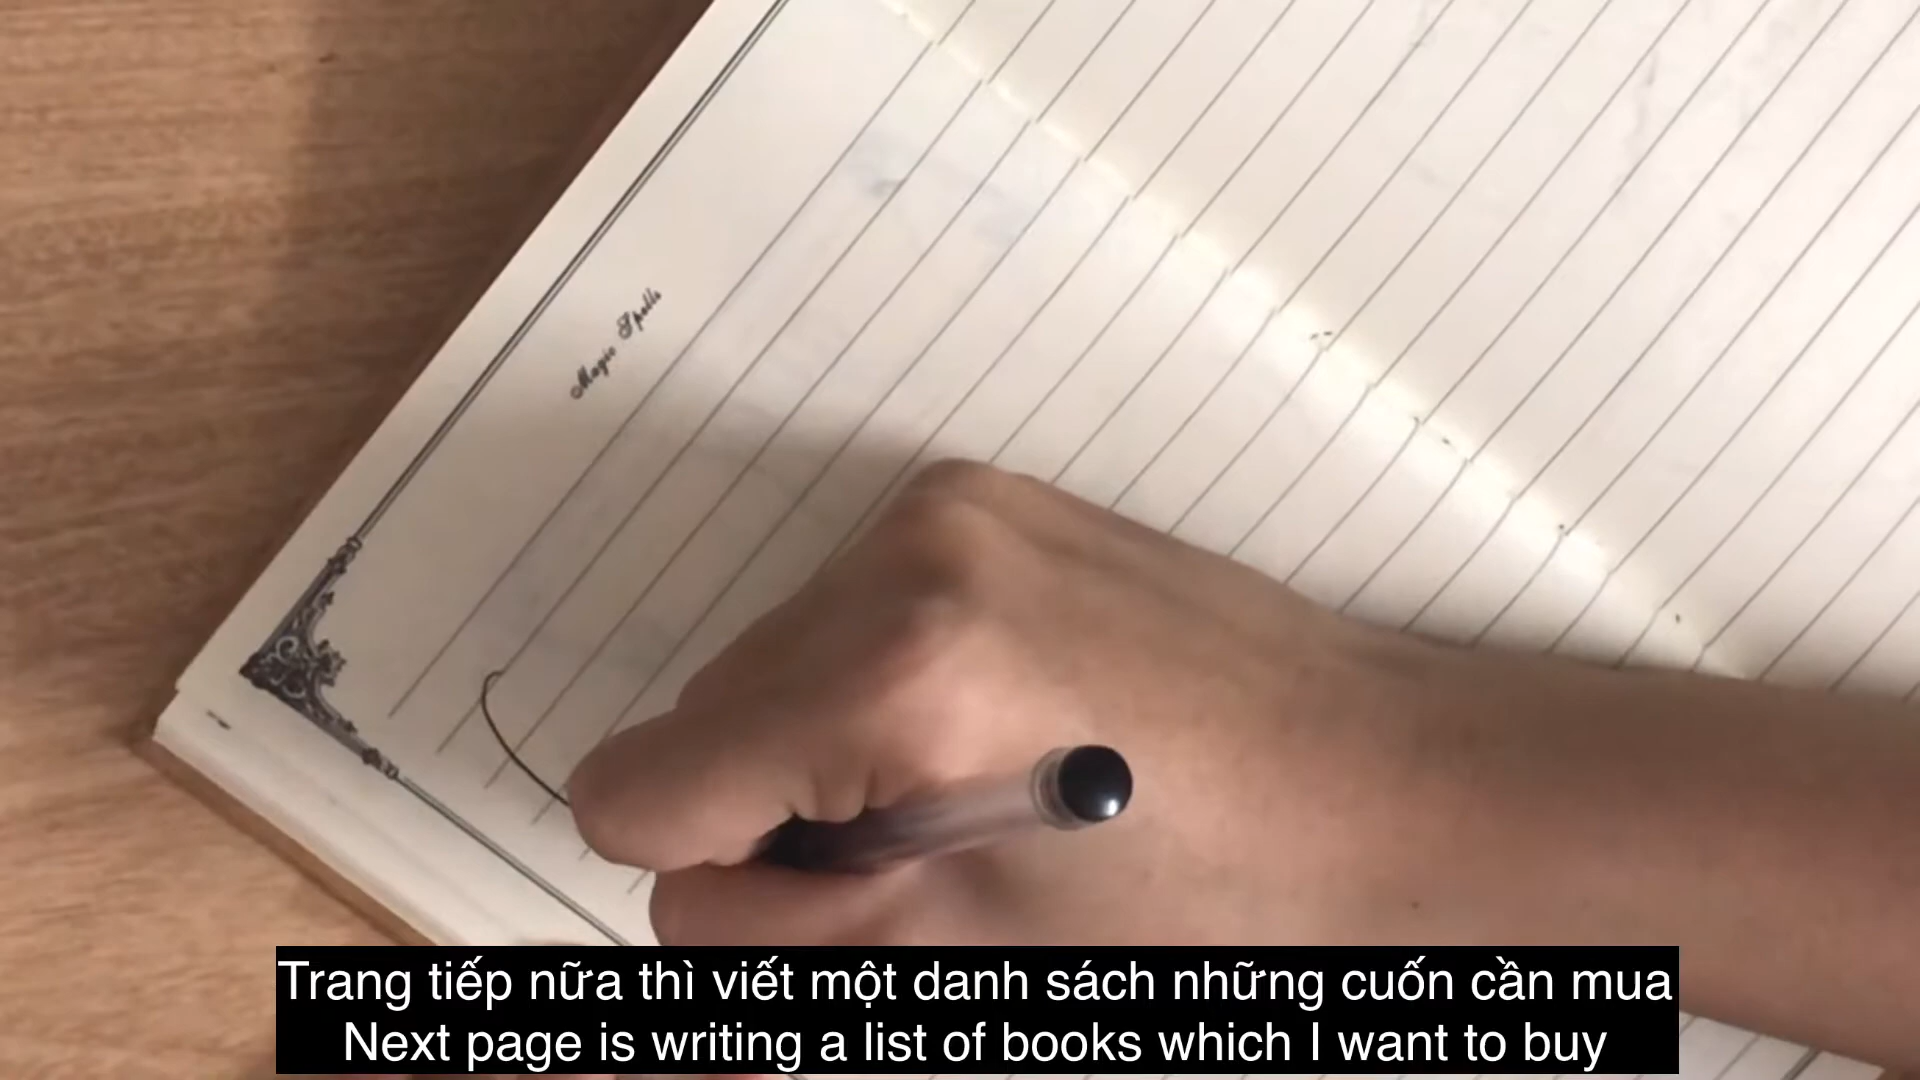 Magic Spells
Trang tiếp nữa thì viết một danh sách những cuốn cần mua
Next page is writing a list of books which I want to buy